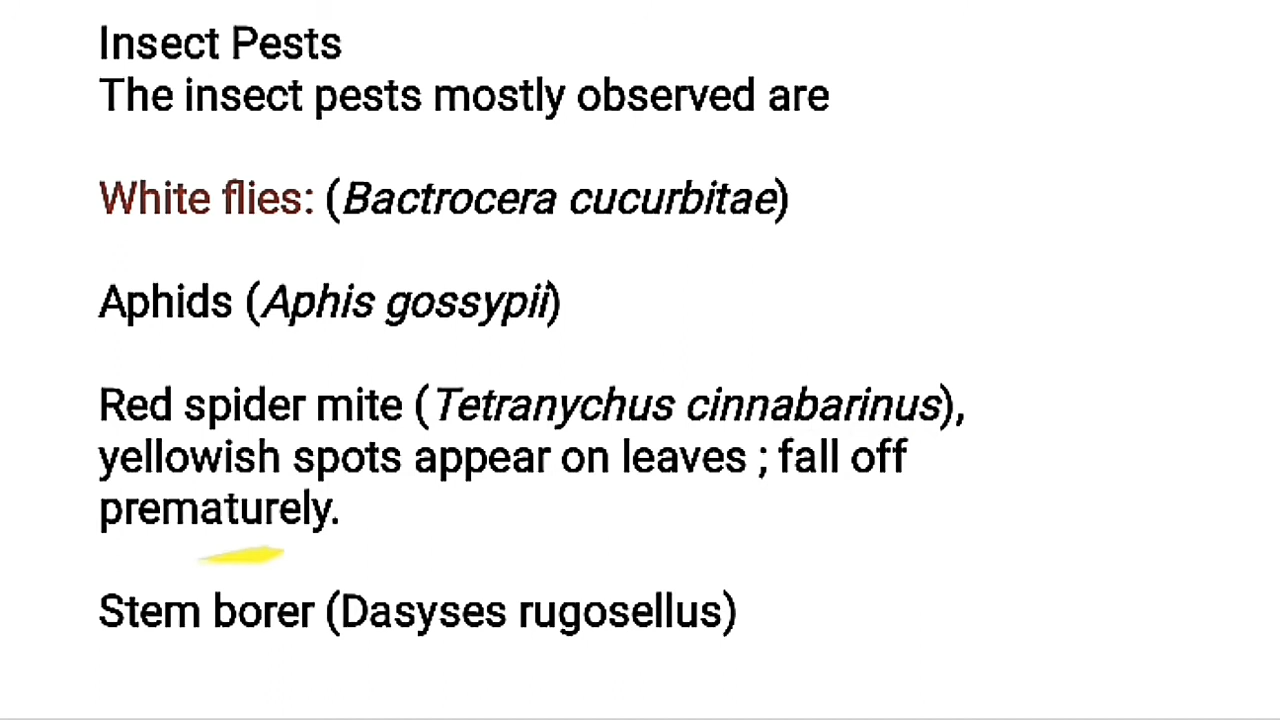 Insect Pests
The insect pests mostly observed are
White flies: (Bactrocera cucurbitae)
Aphids (Aphis gossypii)
Red spider mite (Tetranychus cinnabarinus),
yellowish spots appear on leaves ; fall off
prematurely.
Stem borer (Dasyses rugosellus)